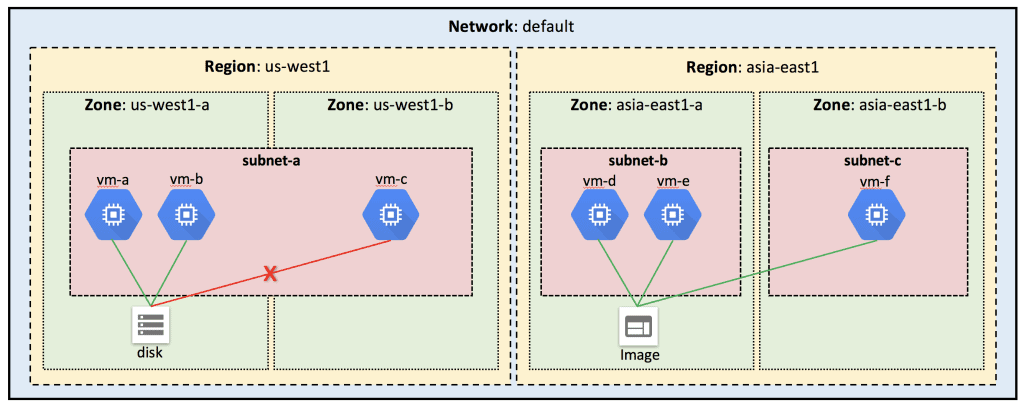 Network: default
Region: us-west1
Region: asia-east1
Zone: us-west1-a
Zone: us-west1-b
Zone: asia-east1-a
Zone: asia-east1-b
subnet-a
subnet-b
subnet-c
vm-a
vm-b
vm-c
vm-d
vm-e
vm-f
X
disk
Image